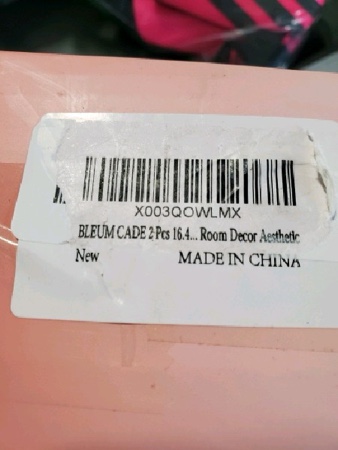 X003QOWLMX
BLEUM CADE 2 Pcs 16.4... Room Decor Aesthetic
New MADE IN CHINA